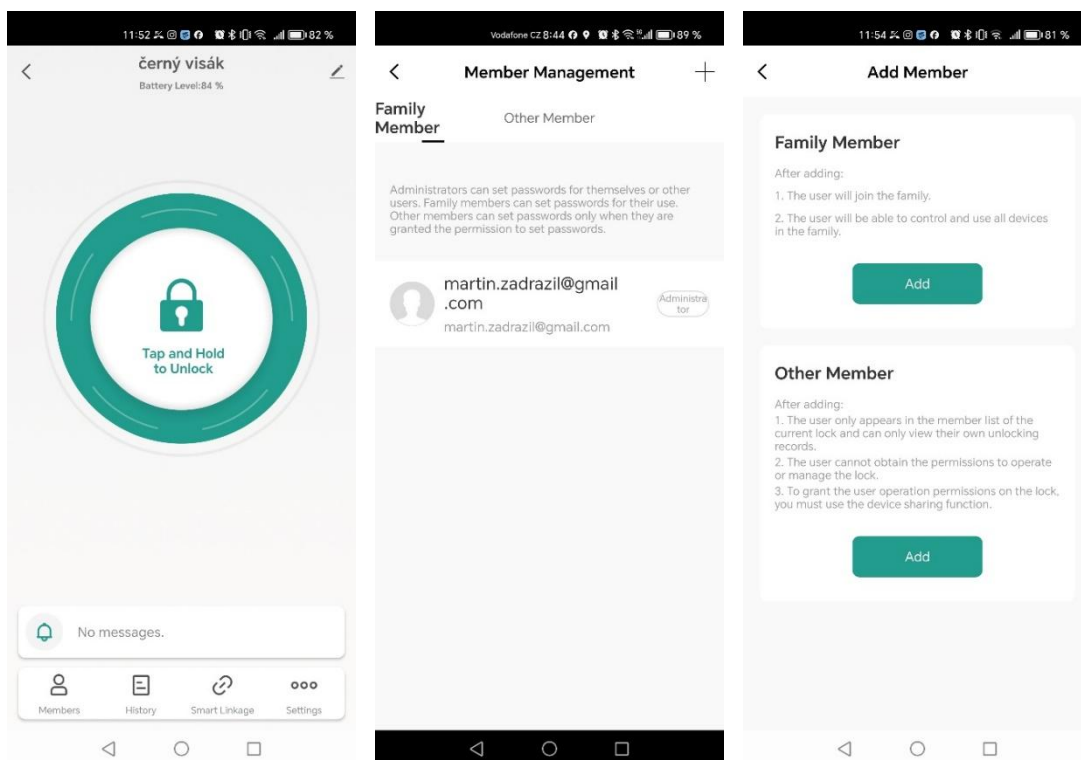 11:52 82 %
černý visák
Battery Level:84 %
Tap and Hold
to Unlock
No messages.
Members History Smart Linkage Settings
Vodafone CZ 8:44 89 %
Member Management
Family
Member
Other Member
Administrators can set passwords for themselves or other
users. Family members can set passwords for their use.
Other members can set passwords only when they are
granted the permission to set passwords.
martin.zadrazil@gmail
.com
martin.zadrazil@gmail.com
Administra
tor
11:54 81 %
Add Member
Family Member
After adding:
1. The user will join the family.
2. The user will be able to control and use all devices
in the family.
Add
Other Member
After adding:
1. The user only appears in the member list of the
current lock and can only view their own unlocking
records.
2. The user cannot obtain the permissions to operate
or manage the lock.
3. To grant the user operation permissions on the lock,
you must use the device sharing function.
Add